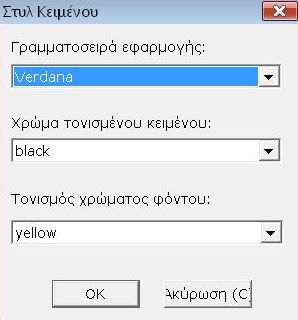 Στυλ Κειμένου
Γραμματοσειρά εφαρμογής:
Verdana
Χρώμα τονισμένου κειμένου:
black
Τονισμός χρώματος φόντου:
yellow
OK
Ακύρωση (C